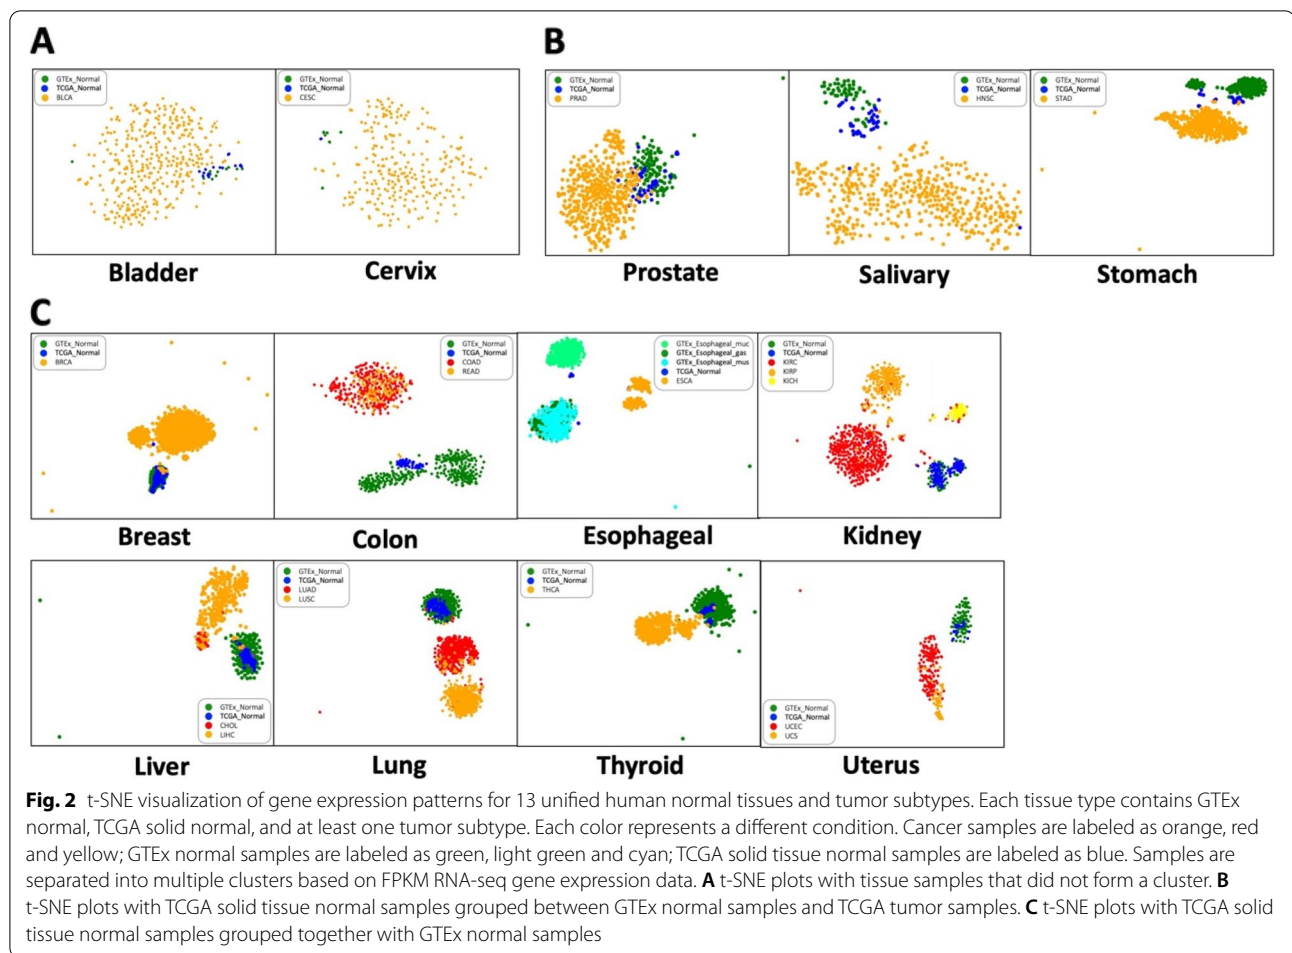 A
B
GTEx_Normal
TCGA_Normal
BLCA
GTEx_Normal
TCGA_Normal
CESC
GTEx_Normal
TCGA_Normal
PRAD
GTEx_Normal
TCGA_Normal
HNSC
GTEx_Normal
TCGA_Normal
STAD
Bladder
Cervix
Prostate
Salivary
Stomach
C
GTEx_Normal
TCGA_Normal
BRCA
GTEx_Normal
TCGA_Normal
COAD
READ
GTEx_Esophageal_muc
GTEx_Esophageal_gas
GTEx_Esophageal_mus
TCGA_Normal
ESCA
GTEx_Normal
TCGA_Normal
KIRC
KIRP
KICH
Breast
Colon
Esophageal
Kidney
GTEx_Normal
TCGA_Normal
CHOL
LIHC
GTEx_Normal
TCGA_Normal
LUAD
LUSC
GTEx_Normal
TCGA_Normal
THCA
GTEx_Normal
TCGA_Normal
UCEC
UCS
Liver
Lung
Thyroid
Uterus
Fig. 2 t-SNE visualization of gene expression patterns for 13 unified human normal tissues and tumor subtypes. Each tissue type contains GTEx
normal, TCGA solid normal, and at least one tumor subtype. Each color represents a different condition. Cancer samples are labeled as orange, red
and yellow; GTEx normal samples are labeled as green, light green and cyan; TCGA solid tissue normal samples are labeled as blue. Samples are
separated into multiple clusters based on FPKM RNA-seq gene expression data. A t-SNE plots with tissue samples that did not form a cluster. B
t-SNE plots with TCGA solid tissue normal samples grouped between GTEx normal samples and TCGA tumor samples. C t-SNE plots with TCGA solid
tissue normal samples grouped together with GTEx normal samples